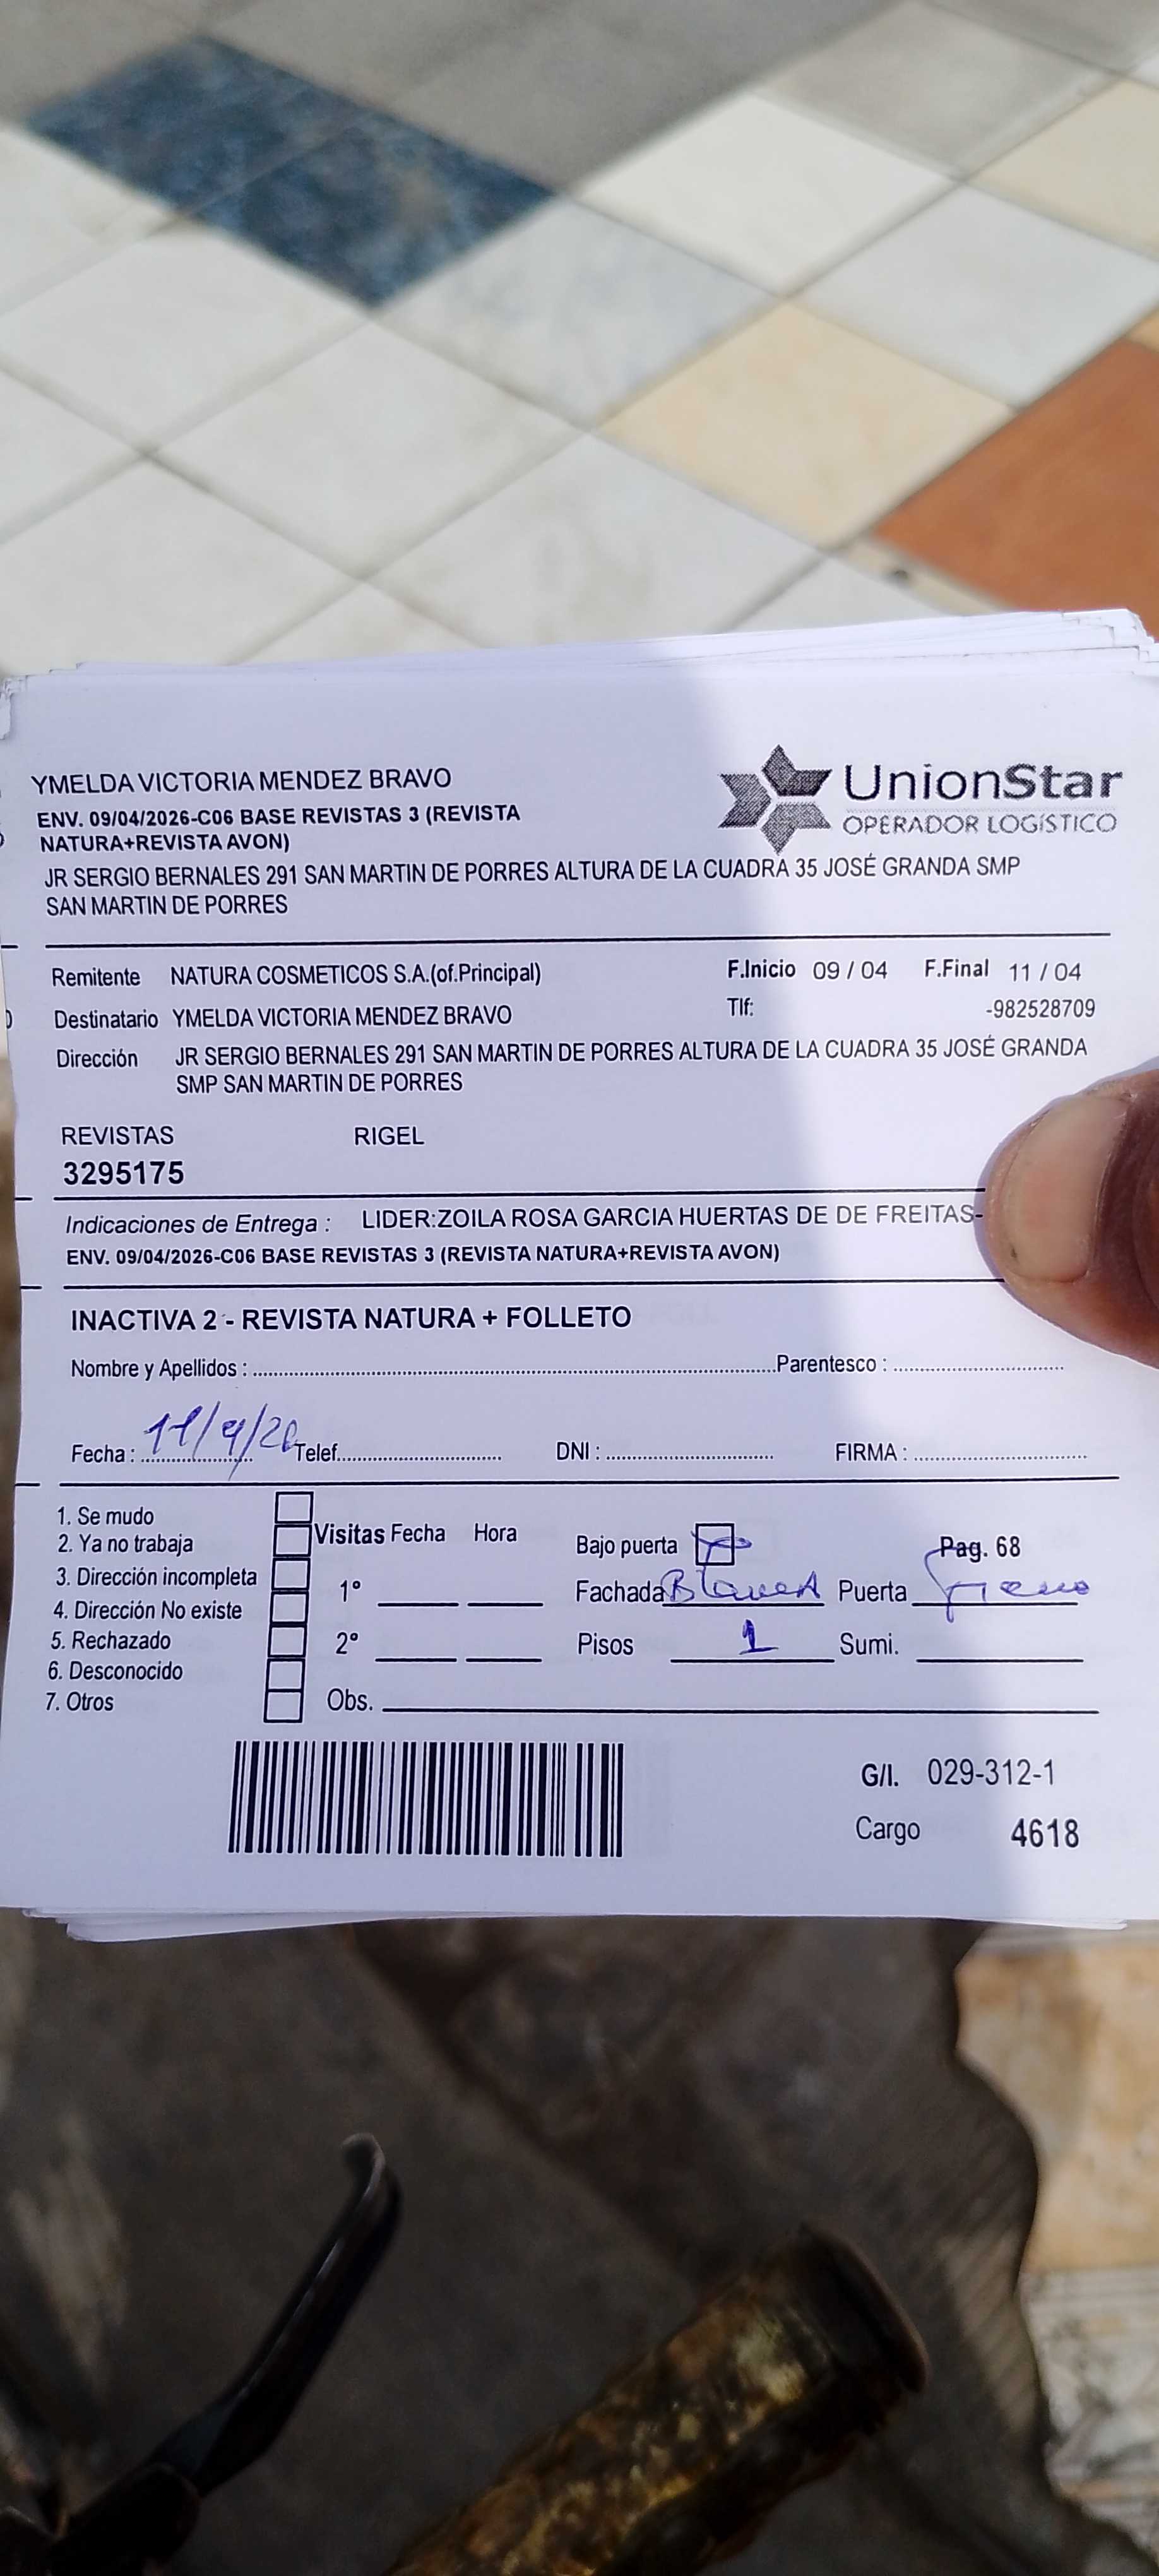 YMELDA VICTORIA MENDEZ BRAVO
ENV. 09/04/2026-C06 BASE REVISTAS 3 (REVISTA
NATURA+REVISTA AVON)
JR SERGIO BERNALES 291 SAN MARTIN DE PORRES ALTURA DE LA CUADRA 35 JOSÉ GRANDA SMP
SAN MARTIN DE PORRES
UnionStar
OPERADOR LOGÍSTICO
Remitente NATURA COSMETICOS S.A.(of.Principal) F.Inicio 09 / 04 F.Final 11 / 04
Destinatario YMELDA VICTORIA MENDEZ BRAVO Tlf: -982528709
Dirección JR SERGIO BERNALES 291 SAN MARTIN DE PORRES ALTURA DE LA CUADRA 35 JOSÉ GRANDA
SMP SAN MARTIN DE PORRES
REVISTAS RIGEL
3295175
Indicaciones de Entrega : LIDER:ZOILA ROSA GARCIA HUERTAS DE DE FREITAS-
ENV. 09/04/2026-C06 BASE REVISTAS 3 (REVISTA NATURA+REVISTA AVON)
INACTIVA 2 - REVISTA NATURA + FOLLETO
Nombre y Apellidos : Parentesco :
Fecha : 11/4/26 Telef. DNI : FIRMA :
1. Se mudo
2. Ya no trabaja
3. Dirección incompleta
4. Dirección No existe
5. Rechazado
6. Desconocido
7. Otros
Visitas Fecha Hora
1°
2°
Obs.
Bajo puerta Pag. 68
Fachada Puerta
Pisos 1 Sumi.
G/I. 029-312-1
Cargo 4618